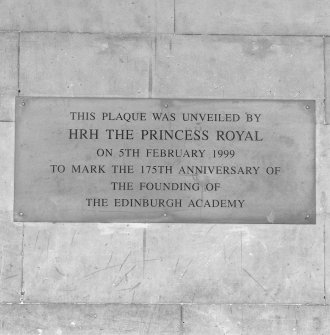 THIS PLAQUE WAS UNVEILED BY
HRH THE PRINCESS ROYAL
ON 5TH FEBRUARY 1999
TO MARK THE 175TH ANNIVERSARY OF
THE FOUNDING OF
THE EDINBURGH ACADEMY